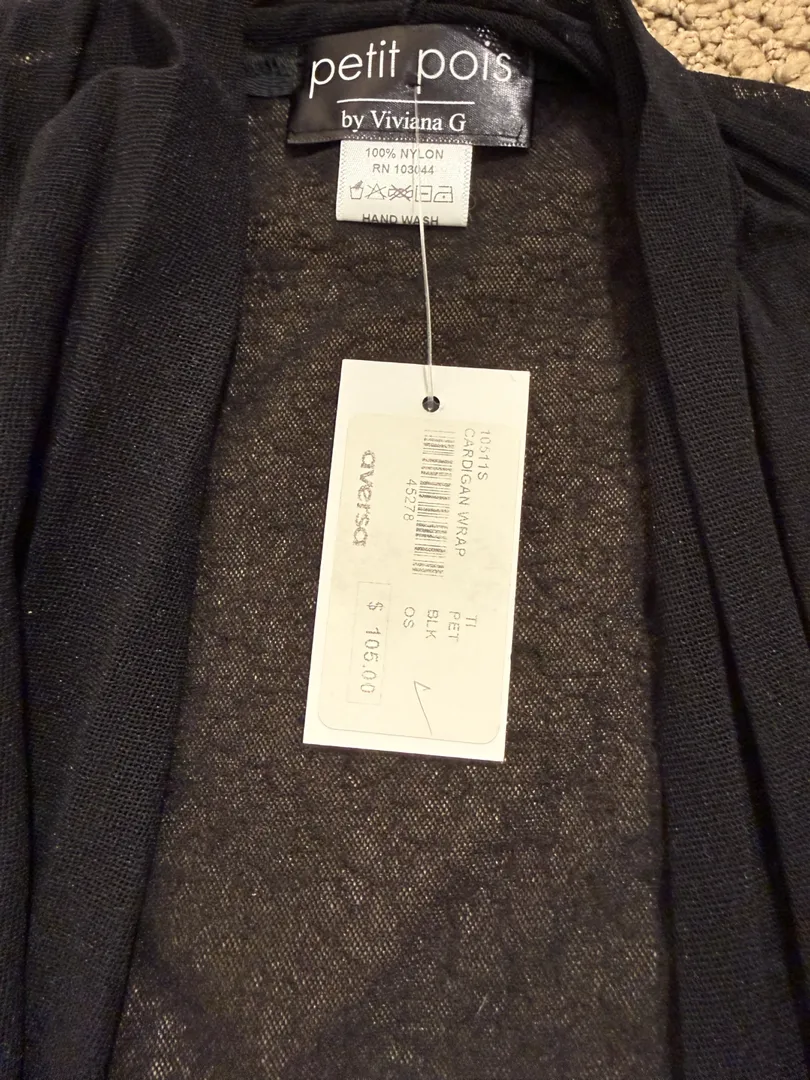 petit pois
by Viviana G
100% NYLON
RN 103044
HAND WASH
10511S
CARDIGAN WRAP
45278
TI
PET
BLK
OS
aversa
$ 105.00